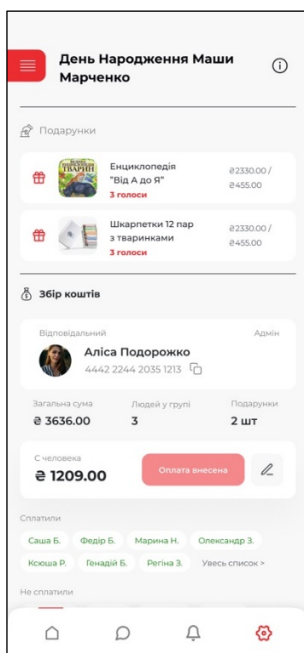 День Народження Маши
Марченко
Подарунки
Енциклопедія
"Від А до Я"
3 голоси
₴2330.00 /
₴455.00
Шкарпетки 12 пар
з тваринками
3 голоси
₴2330.00 /
₴455.00
Збір коштів
Відповідальний
Адмін
Аліса Подорожко
4442 2244 2035 1213
Загальна сума
Людей у групі
Подарунки
₴ 3636.00
3
2 шт
С человека
₴ 1209.00
Оплата внесена
Сплатили
Саша Б.
Федір Б.
Марина Н.
Олександр З.
Ксюша Р.
Генадій Б.
Регіна З.
Увесь список >
Не сплатили